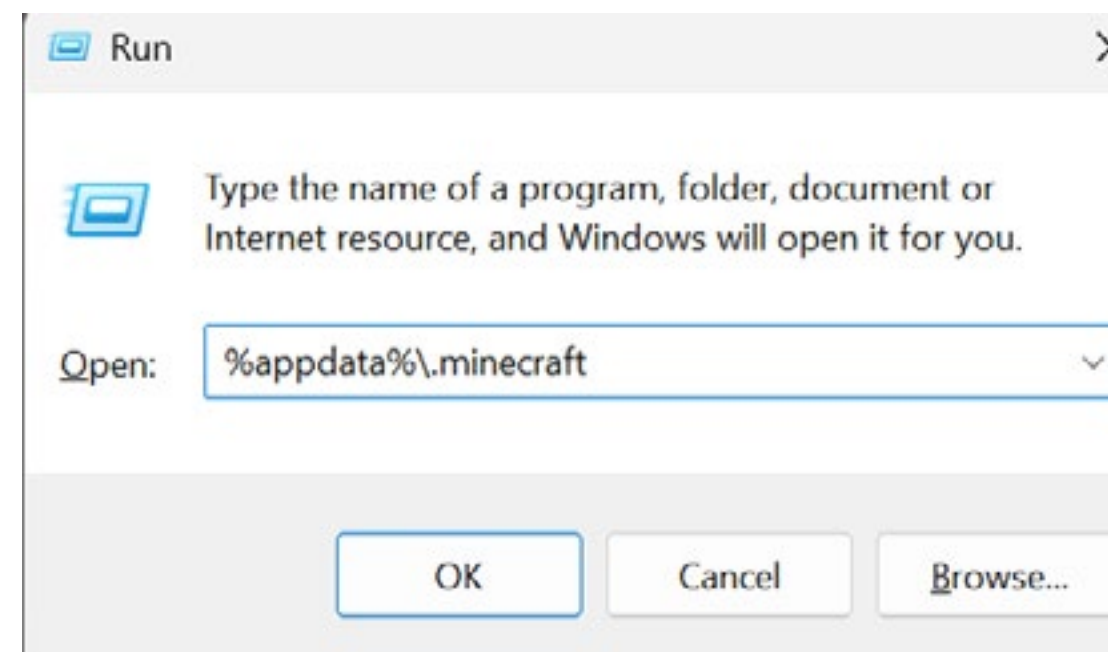 Run
Type the name of a program, folder, document or
Internet resource, and Windows will open it for you.
Open: %appdata%\.minecraft
OK Cancel Browse...